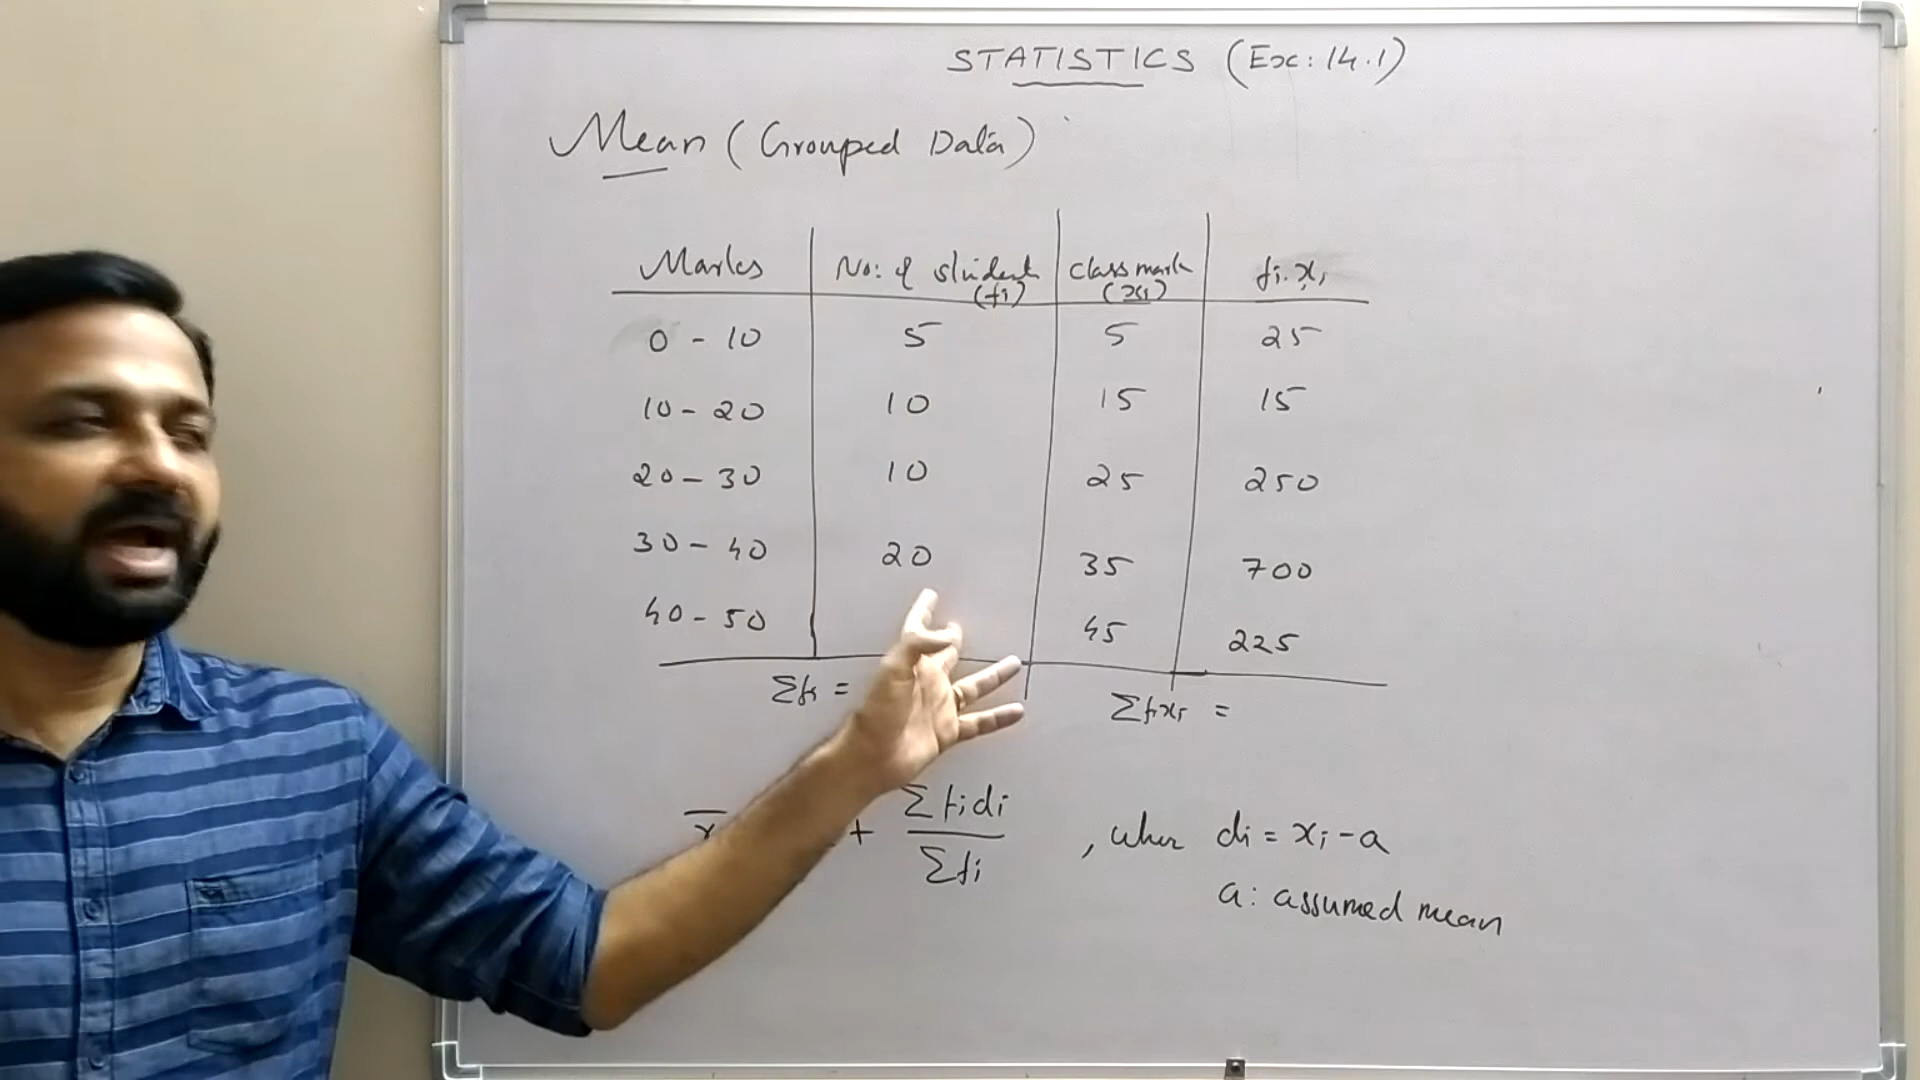 STATISTICS (Exc: 14.1)
Mean (Grouped Data)
Marks No: of student (fi) class mark (xi) fi.xi
0 - 10 5 5 25
10 - 20 10 15 15
20 - 30 10 25 250
30 - 40 20 35 700
40 - 50 45 225
Σfi = Σfixi =
+ Σfidi / Σfi , where di = xi - a
a: assumed mean